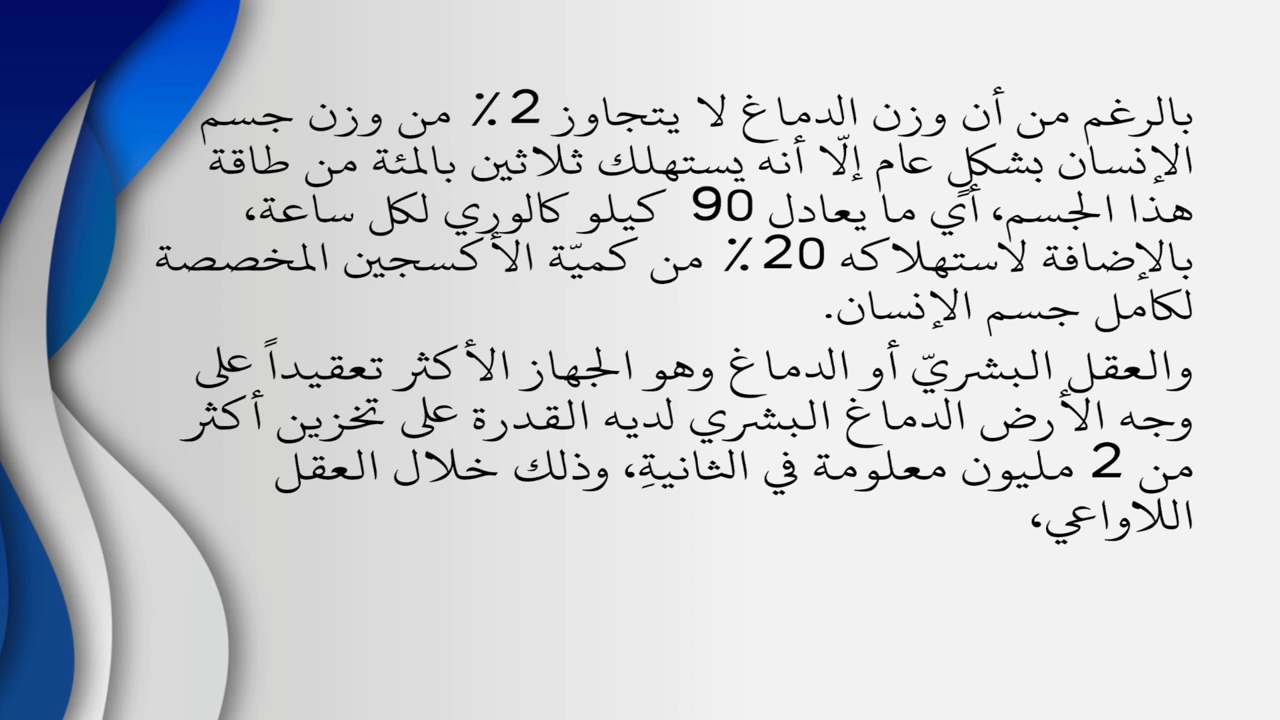 بالرغم من أن وزن الدماغ لا يتجاوز 2٪ من وزن جسم
الإنسان بشكلٍ عام إلّا أنه يستهلك ثلاثين بالمئة من طاقة
هذا الجسم، أي ما يعادل 90 كيلو كالوري لكل ساعة،
بالإضافة لاستهلاكه 20٪ من كميّة الأكسجين المخصصة
لكامل جسم الإنسان.
والعقل البشريّ أو الدماغ وهو الجهاز الأكثر تعقيداً على
وجه الأرض الدماغ البشري لديه القدرة على تخزين أكثر
من 2 مليون معلومة في الثانيةِ، وذلك خلال العقل
اللاواعي،